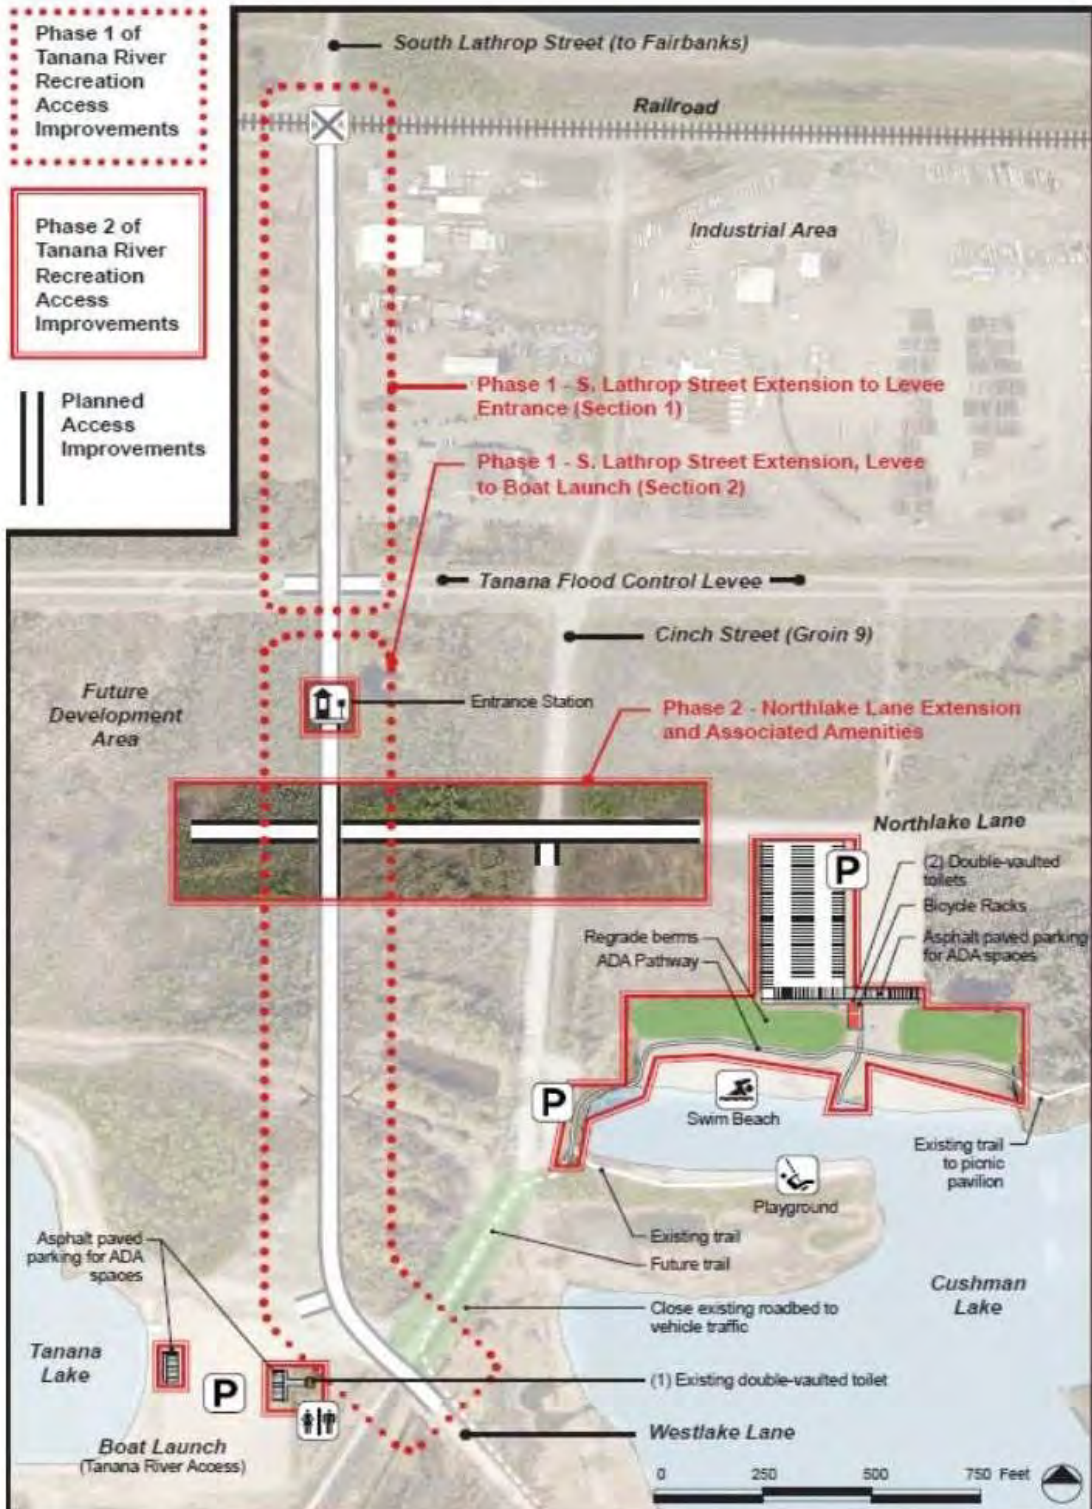 Phase 1 of
Tanana River
Recreation
Access
Improvements
Phase 2 of
Tanana River
Recreation
Access
Improvements
Planned
Access
Improvements
South Lathrop Street (to Fairbanks)
Railroad
Industrial Area
Phase 1 - S. Lathrop Street Extension to Levee
Entrance (Section 1)
Phase 1 - S. Lathrop Street Extension, Levee
to Boat Launch (Section 2)
Tanana Flood Control Levee
Cinch Street (Groin 9)
Future
Development
Area
Entrance Station
Phase 2 - Northlake Lane Extension
and Associated Amenities
Northlake Lane
P
(2) Double-vaulted
toilets
Bicycle Racks
Asphalt paved parking
for ADA spaces
Regrade berms
ADA Pathway
P
Swim Beach
Existing trail
to picnic
pavilion
Playground
Existing trail
Future trail
Asphalt paved
parking for ADA
spaces
Close existing roadbed to
vehicle traffic
Cushman
Lake
Tanana
Lake
P
(1) Existing double-vaulted toilet
Westlake Lane
Boat Launch
(Tanana River Access)
0 250 500 750 Feet